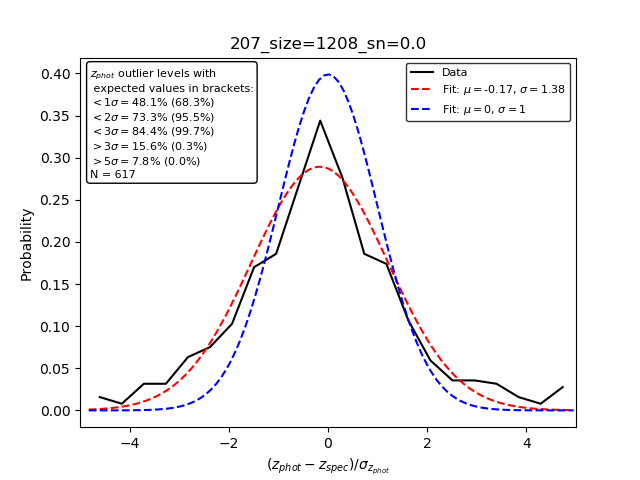 207_size=1208_sn=0.0
z_phot outlier levels with
expected values in brackets:
< 1σ = 48.1% (68.3%)
< 2σ = 73.3% (95.5%)
< 3σ = 84.4% (99.7%)
> 3σ = 15.6% (0.3%)
> 5σ = 7.8% (0.0%)
N = 617
Data
Fit: μ = -0.17, σ = 1.38
Fit: μ = 0, σ = 1
0.40
0.35
0.30
0.25
0.20
0.15
0.10
0.05
0.00
Probability
−4 −2 0 2 4
(z_phot − z_spec)/σ_z_phot